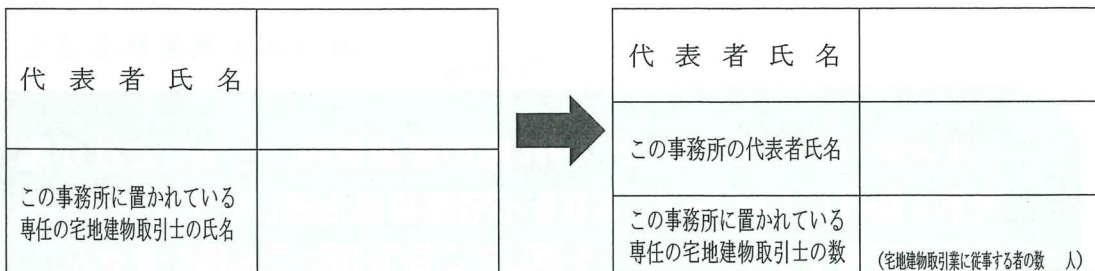 代表者氏名
この事務所に置かれている
専任の宅地建物取引士の氏名
代表者氏名
この事務所の代表者氏名
この事務所に置かれている
専任の宅地建物取引士の数
(宅地建物取引業に従事する者の数　人)